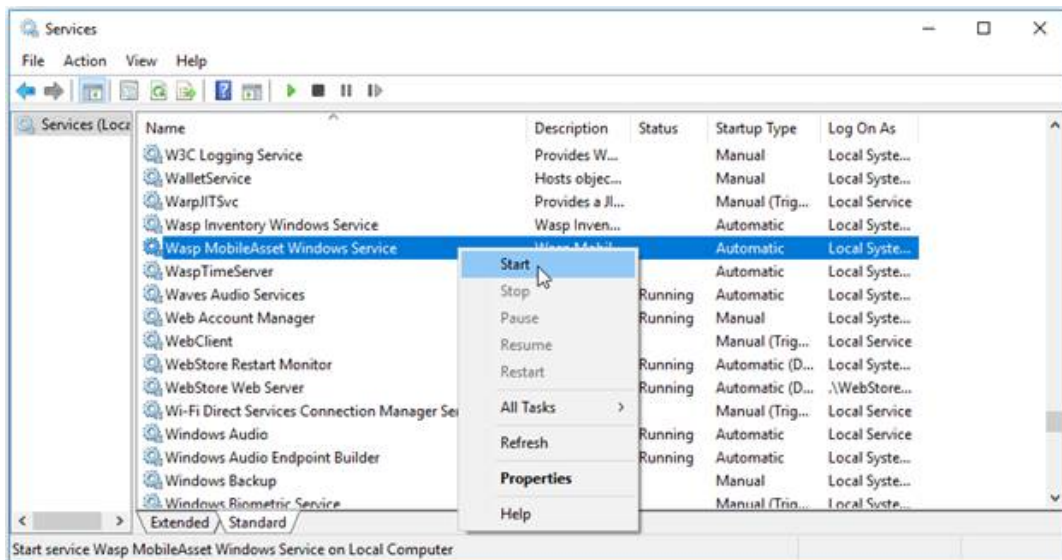 Services
File Action View Help
Services (Loca
Name Description Status Startup Type Log On As
W3C Logging Service Provides W... Manual Local Syste...
WalletService Hosts objec... Manual Local Syste...
WarpJITSvc Provides a JI... Manual (Trig... Local Service
Wasp Inventory Windows Service Wasp Inven... Automatic Local Syste...
Wasp MobileAsset Windows Service Wasp Mobil... Automatic Local Syste...
WaspTimeServer Automatic Local Syste...
Waves Audio Services Running Automatic Local Syste...
Web Account Manager Running Manual Local Syste...
WebClient Manual (Trig... Local Service
WebStore Restart Monitor Running Automatic (D... Local Syste...
WebStore Web Server Running Automatic (D... .\WebStore...
Wi-Fi Direct Services Connection Manager Ser Manual (Trig... Local Service
Windows Audio Running Automatic Local Service
Windows Audio Endpoint Builder Running Automatic Local Syste...
Windows Backup Manual Local Syste...
Windows Biometric Service Manual (Trig... Local Syste...
Start
Stop
Pause
Resume
Restart
All Tasks
Refresh
Properties
Help
Extended Standard
Start service Wasp MobileAsset Windows Service on Local Computer